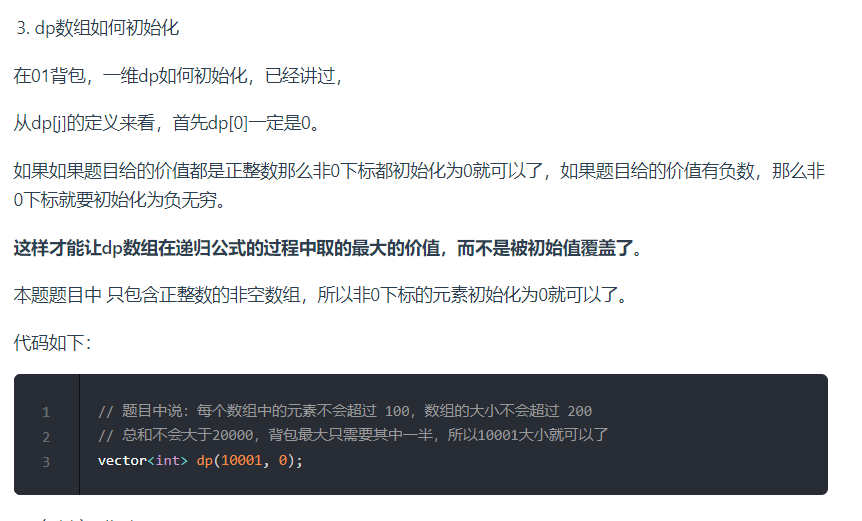 3. dp数组如何初始化
在01背包，一维dp如何初始化，已经讲过，
从dp[j]的定义来看，首先dp[0]一定是0。
如果如果题目给的价值都是正整数那么非0下标都初始化为0就可以了，如果题目给的价值有负数，那么非
0下标就要初始化为负无穷。
这样才能让dp数组在递归公式的过程中取的最大的价值，而不是被初始值覆盖了。
本题题目中 只包含正整数的非空数组，所以非0下标的元素初始化为0就可以了。
代码如下：
1 // 题目中说：每个数组中的元素不会超过 100，数组的大小不会超过 200
2 // 总和不会大于20000，背包最大只需要其中一半，所以10001大小就可以了
3 vector<int> dp(10001, 0);